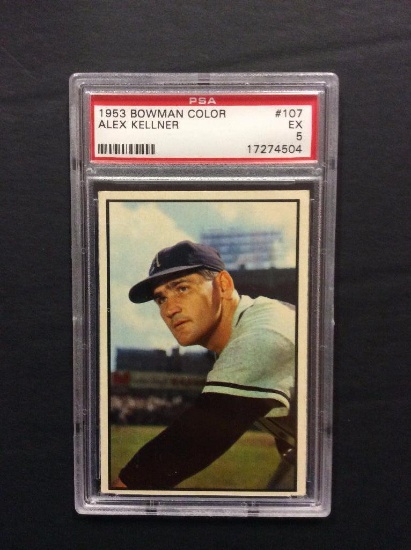 PSA
1953 BOWMAN COLOR #107
ALEX KELLNER EX
5
17274504
A